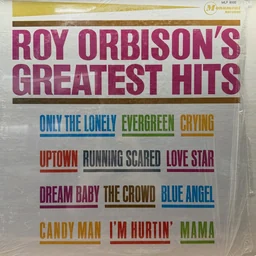 ROY ORBISON'S
GREATEST HITS
ONLY THE LONELY EVERGREEN CRYING
UPTOWN RUNNING SCARED LOVE STAR
DREAM BABY THE CROWD BLUE ANGEL
CANDY MAN I'M HURTIN' MAMA